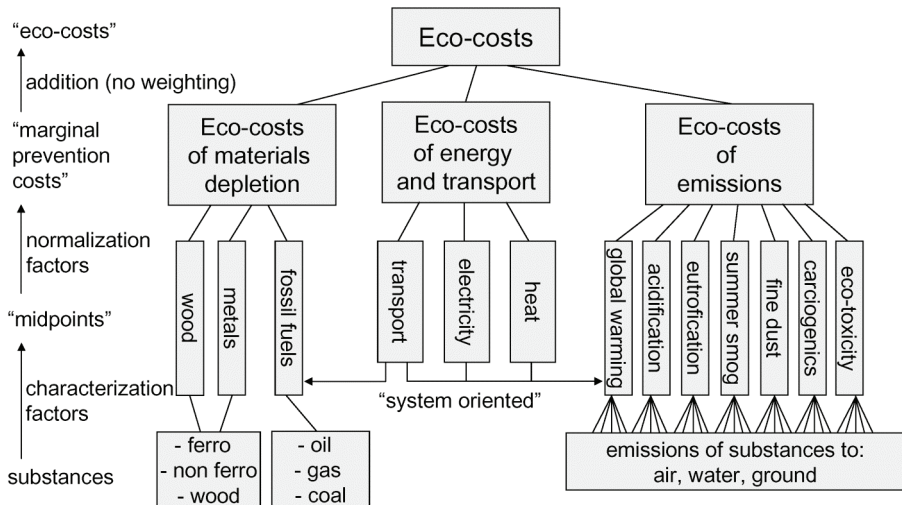 “eco-costs”
Eco-costs
addition (no weighting)
“marginal
prevention
costs”
Eco-costs
of materials
depletion
Eco-costs
of energy
and transport
Eco-costs
of
emissions
normalization
factors
wood
metals
fossil fuels
transport
electricity
heat
global warming
acidification
eutrofication
summer smog
fine dust
carciogenics
eco-toxicity
“midpoints”
“system oriented”
characterization
factors
substances
- ferro
- non ferro
- wood
- oil
- gas
- coal
emissions of substances to:
air, water, ground